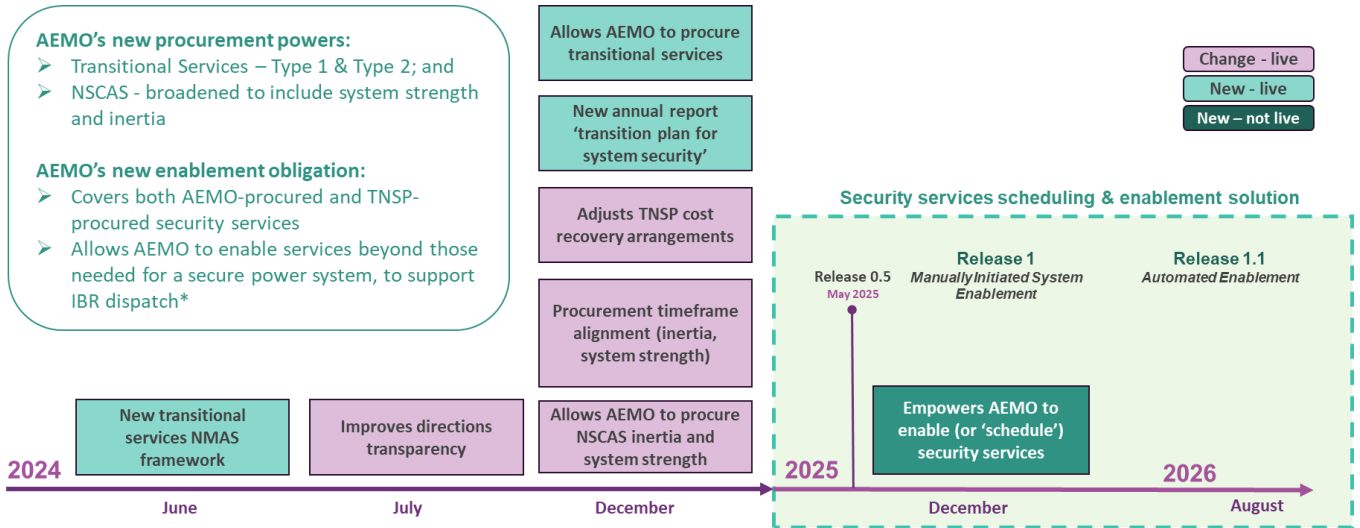 AEMO’s new procurement powers:
➢ Transitional Services – Type 1 & Type 2; and
➢ NSCAS - broadened to include system strength
and inertia
AEMO’s new enablement obligation:
➢ Covers both AEMO-procured and TNSP-
procured security services
➢ Allows AEMO to enable services beyond those
needed for a secure power system, to support
IBR dispatch*
Allows AEMO to procure
transitional services
New annual report
‘transition plan for
system security’
Adjusts TNSP cost
recovery arrangements
Procurement timeframe
alignment (inertia,
system strength)
Allows AEMO to procure
NSCAS inertia and
system strength
New transitional
services NMAS
framework
Improves directions
transparency
Change - live
New - live
New – not live
Security services scheduling & enablement solution
Release 0.5
May 2025
Release 1
Manually Initiated System
Enablement
Release 1.1
Automated Enablement
Empowers AEMO to
enable (or ‘schedule’)
security services
2024
2025
2026
June
July
December
December
August